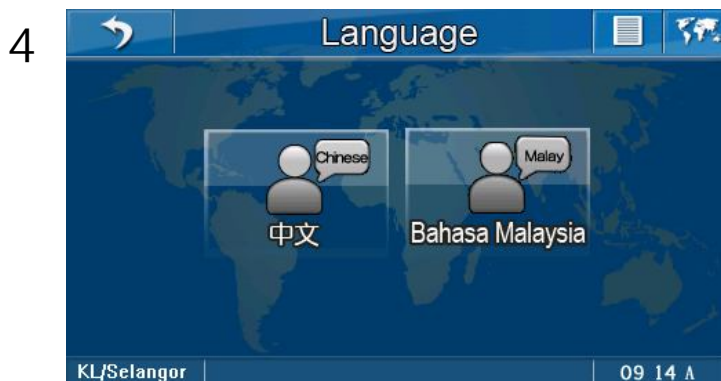 4
Language
Chinese
Malay
中文
Bahasa Malaysia
KL/Selangor
09 14 A